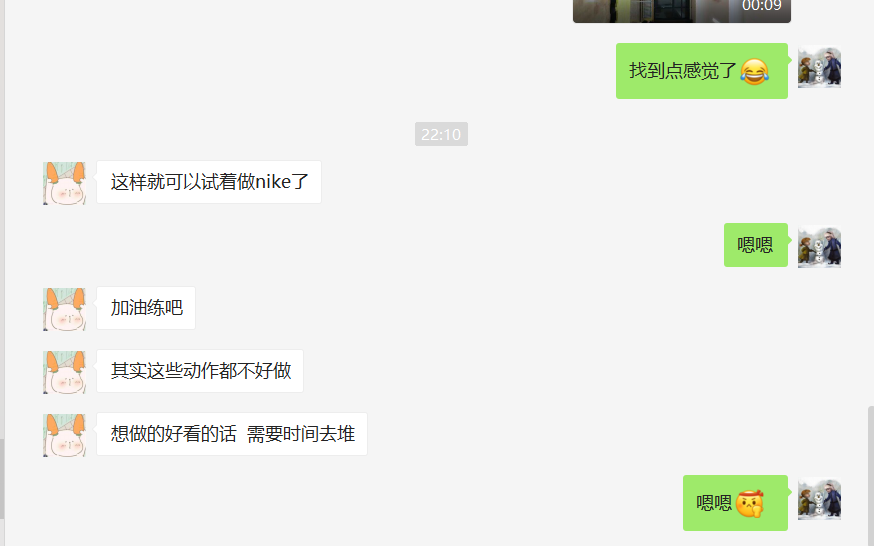 00:09
找到点感觉了😂
22:10
这样就可以试着做nike了
嗯嗯
加油练吧
其实这些动作都不好做
想做的好看的话 需要时间去堆
嗯嗯